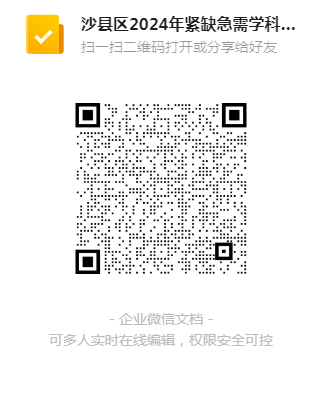 沙县区2024年紧缺急需学科...
扫一扫二维码打开或分享给好友
- 企业微信文档 -
可多人实时在线编辑，权限安全可控